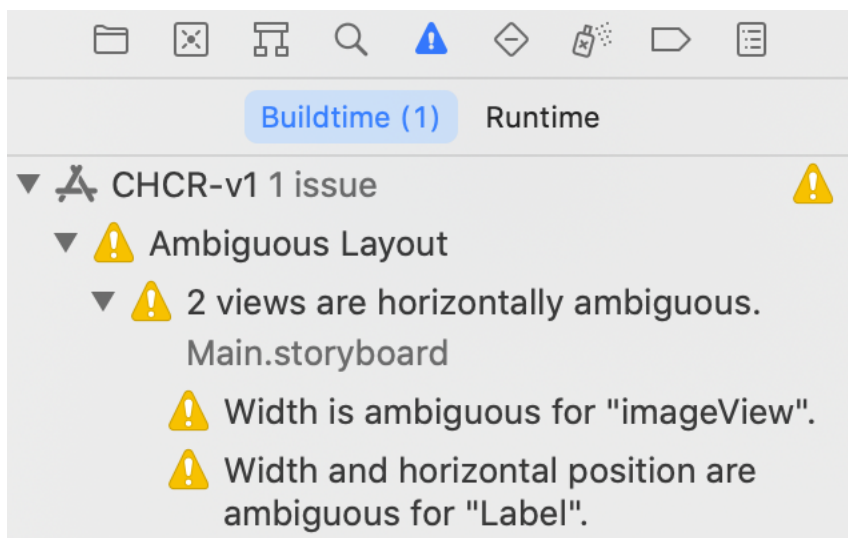 Buildtime (1) Runtime
CHCR-v1 1 issue
Ambiguous Layout
2 views are horizontally ambiguous.
Main.storyboard
Width is ambiguous for "imageView".
Width and horizontal position are
ambiguous for "Label".